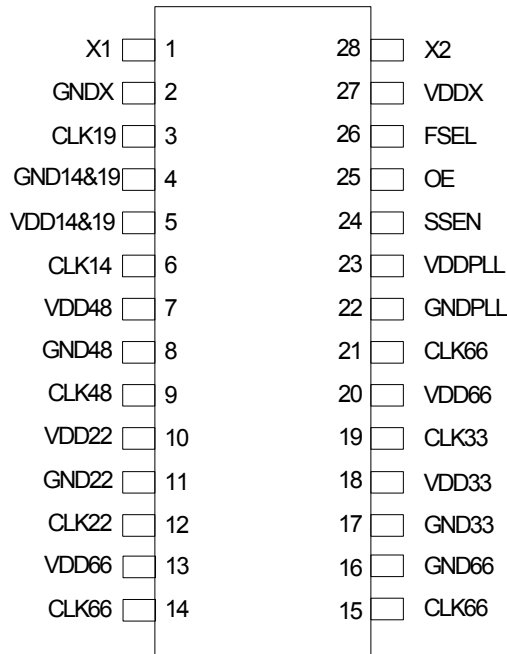 X1 1 28 X2
GNDX 2 27 VDDX
CLK19 3 26 FSEL
GND14&19 4 25 OE
VDD14&19 5 24 SSEN
CLK14 6 23 VDDPLL
VDD48 7 22 GNDPLL
GND48 8 21 CLK66
CLK48 9 20 VDD66
VDD22 10 19 CLK33
GND22 11 18 VDD33
CLK22 12 17 GND33
VDD66 13 16 GND66
CLK66 14 15 CLK66